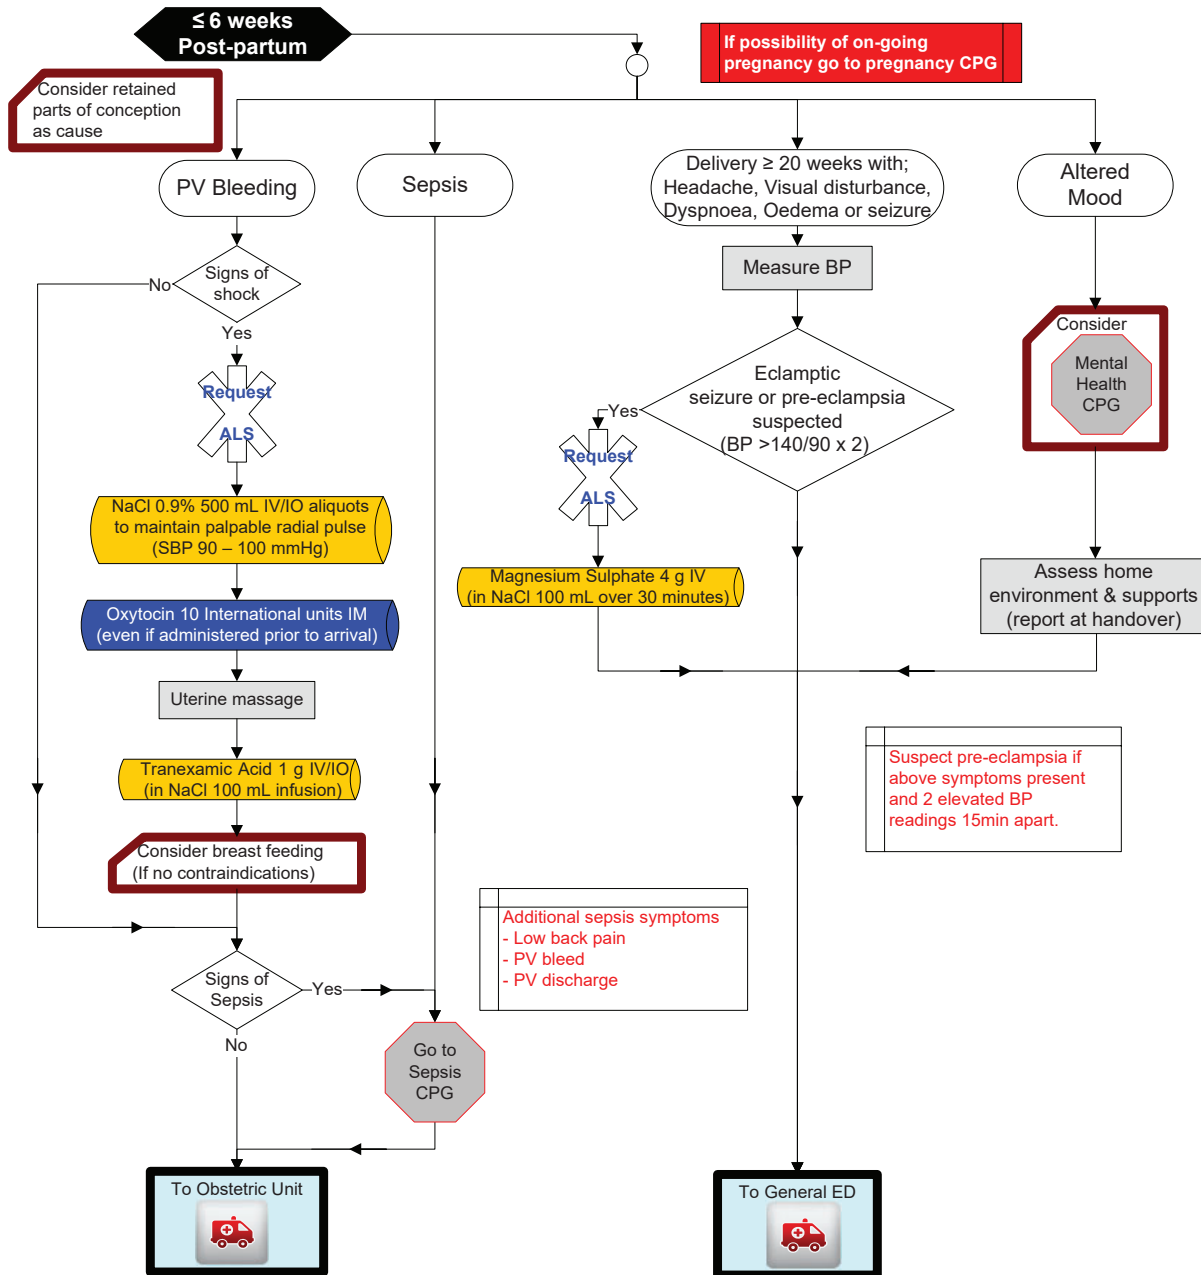 ≤ 6 weeks
Post-partum
If possibility of on-going
pregnancy go to pregnancy CPG
Consider retained
parts of conception
as cause
PV Bleeding
Sepsis
Delivery ≥ 20 weeks with;
Headache, Visual disturbance,
Dyspnoea, Oedema or seizure
Altered
Mood
Signs of
shock
No
Yes
Measure BP
Request
ALS
Eclamptic
seizure or pre-eclampsia
suspected
(BP >140/90 x 2)
Yes
Request
ALS
Consider
Mental
Health
CPG
NaCl 0.9% 500 mL IV/IO aliquots
to maintain palpable radial pulse
(SBP 90 – 100 mmHg)
Magnesium Sulphate 4 g IV
(in NaCl 100 mL over 30 minutes)
Assess home
environment & supports
(report at handover)
Oxytocin 10 International units IM
(even if administered prior to arrival)
Uterine massage
Tranexamic Acid 1 g IV/IO
(in NaCl 100 mL infusion)
Suspect pre-eclampsia if
above symptoms present
and 2 elevated BP
readings 15min apart.
Consider breast feeding
(If no contraindications)
Additional sepsis symptoms
- Low back pain
- PV bleed
- PV discharge
Signs of
Sepsis
Yes
No
Go to
Sepsis
CPG
To Obstetric Unit
To General ED